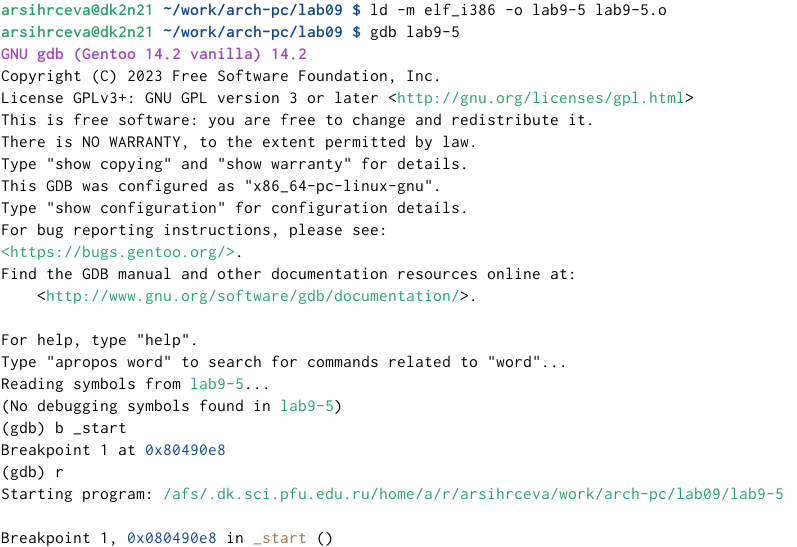 arsihrceva@dk2n21 ~/work/arch-pc/lab09 $ ld -m elf_i386 -o lab9-5 lab9-5.o
arsihrceva@dk2n21 ~/work/arch-pc/lab09 $ gdb lab9-5
GNU gdb (Gentoo 14.2 vanilla) 14.2
Copyright (C) 2023 Free Software Foundation, Inc.
License GPLv3+: GNU GPL version 3 or later <http://gnu.org/licenses/gpl.html>
This is free software: you are free to change and redistribute it.
There is NO WARRANTY, to the extent permitted by law.
Type "show copying" and "show warranty" for details.
This GDB was configured as "x86_64-pc-linux-gnu".
Type "show configuration" for configuration details.
For bug reporting instructions, please see:
<https://bugs.gentoo.org/>.
Find the GDB manual and other documentation resources online at:
    <http://www.gnu.org/software/gdb/documentation/>.

For help, type "help".
Type "apropos word" to search for commands related to "word"...
Reading symbols from lab9-5...
(No debugging symbols found in lab9-5)
(gdb) b _start
Breakpoint 1 at 0x80490e8
(gdb) r
Starting program: /afs/.dk.sci.pfu.edu.ru/home/a/r/arsihrceva/work/arch-pc/lab09/lab9-5

Breakpoint 1, 0x080490e8 in _start ()